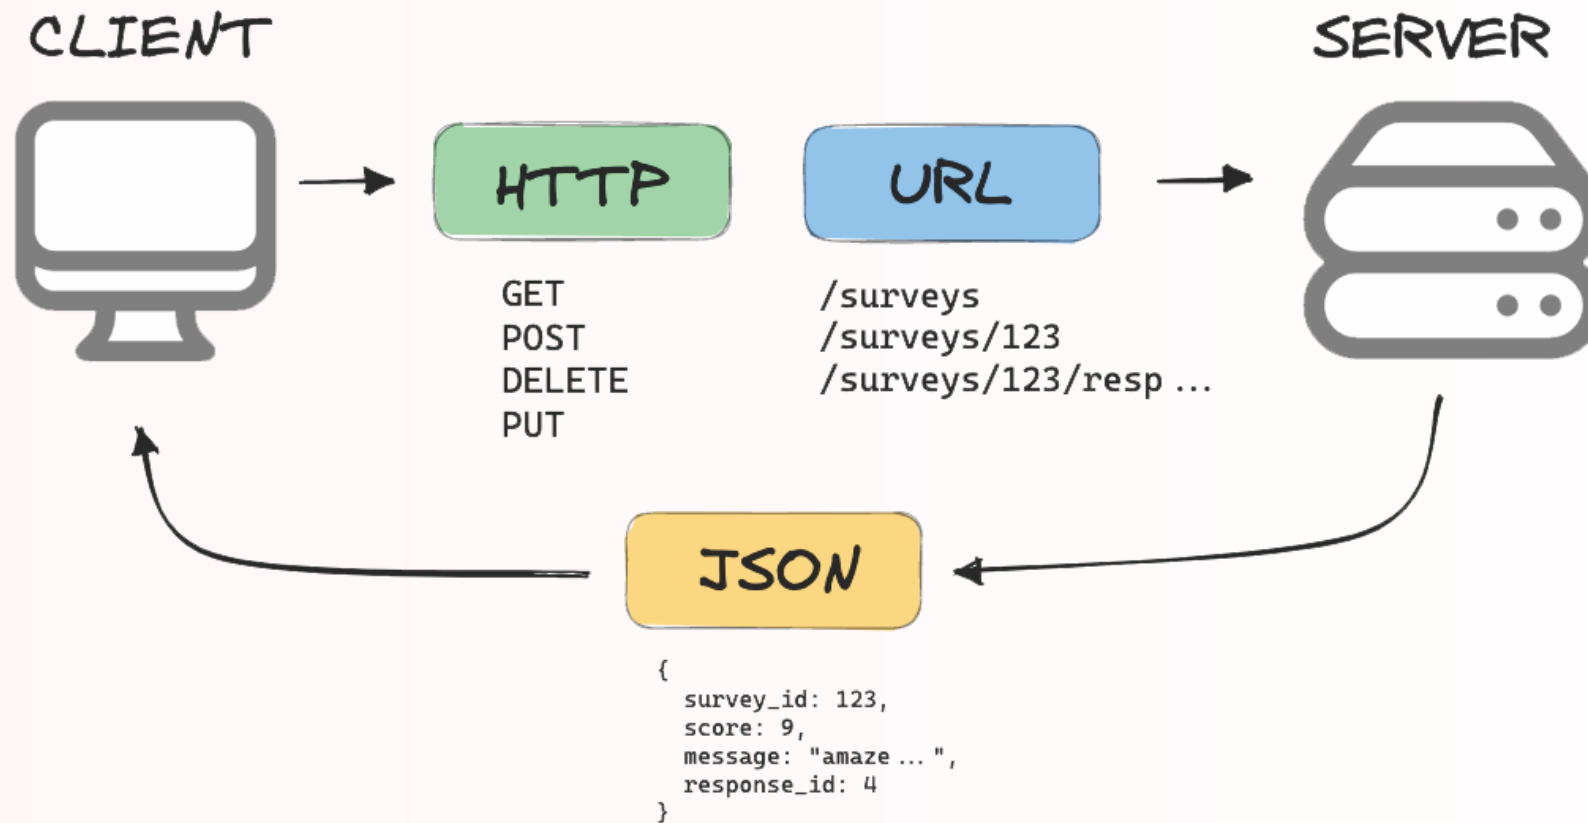 CLIENT
SERVER
HTTP
URL
GET
POST
DELETE
PUT
/surveys
/surveys/123
/surveys/123/resp ...
JSON
{
  survey_id: 123,
  score: 9,
  message: "amaze ... ",
  response_id: 4
}